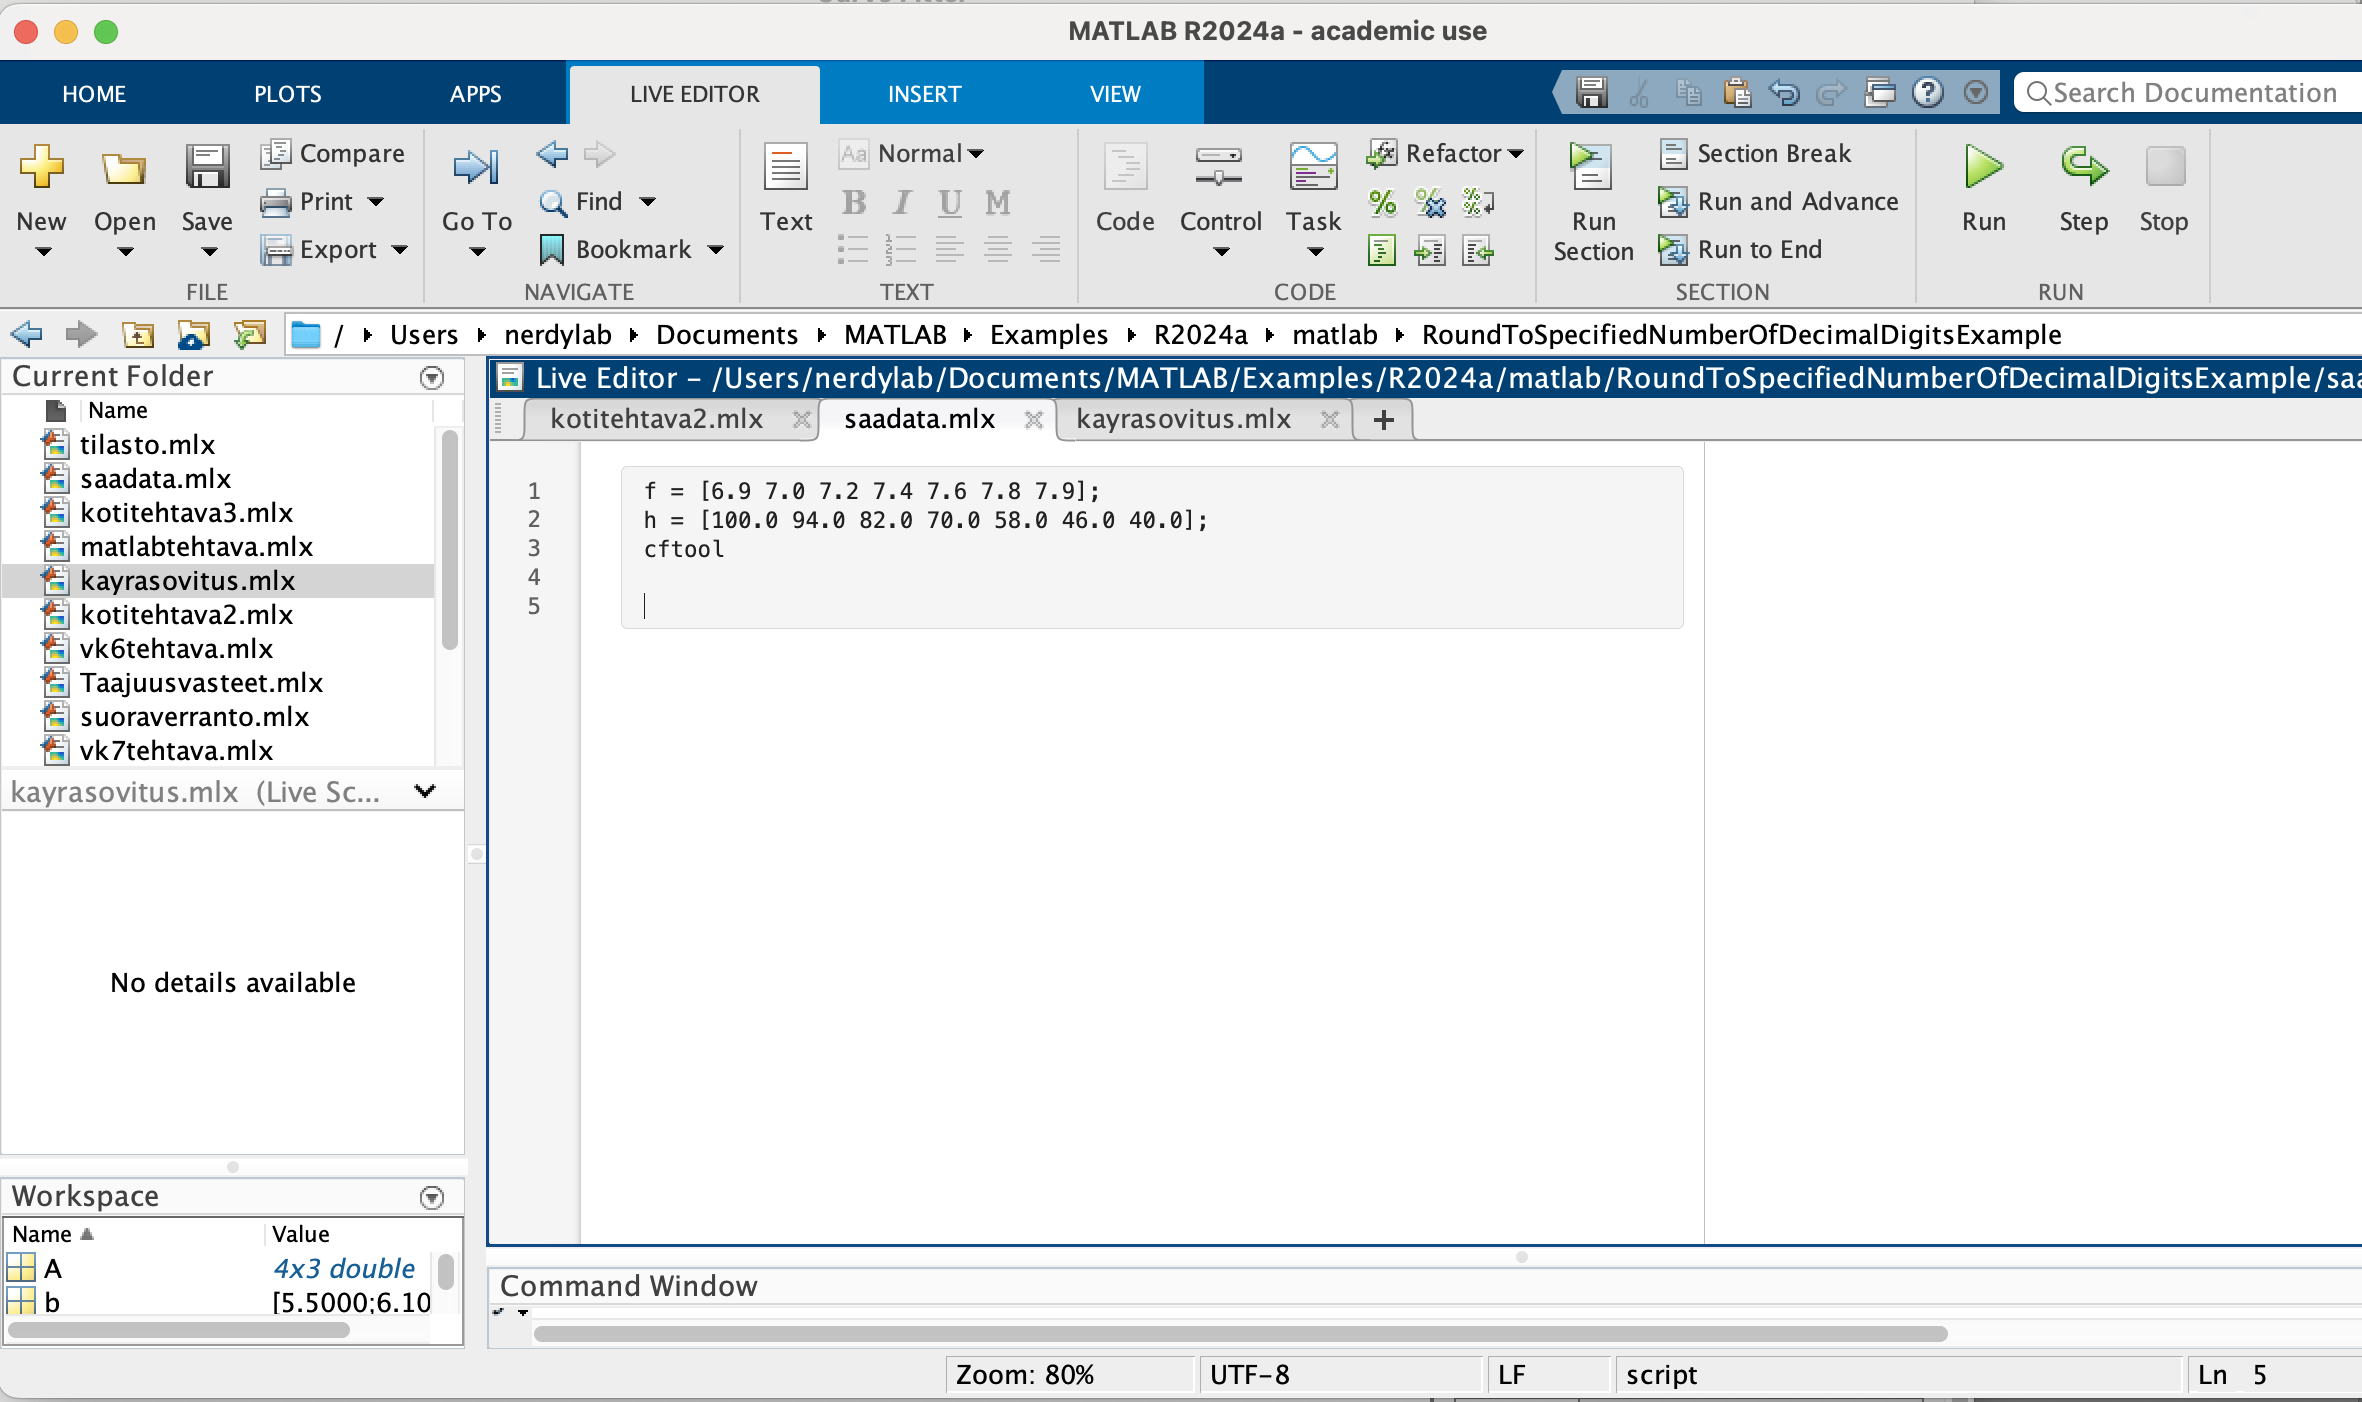 MATLAB R2024a - academic use
HOME PLOTS APPS LIVE EDITOR INSERT VIEW Search Documentation
New Open Save Compare Print Export
FILE
Go To Find Bookmark
NAVIGATE
Text Aa Normal B I U M
TEXT
Code Control Task Refactor
CODE
Run Section Section Break Run and Advance Run to End
SECTION
Run Step Stop
RUN
/ Users nerdylab Documents MATLAB Examples R2024a matlab RoundToSpecifiedNumberOfDecimalDigitsExample
Current Folder
Name
tilasto.mlx
saadata.mlx
kotitehtava3.mlx
matlabtehtava.mlx
kayrasovitus.mlx
kotitehtava2.mlx
vk6tehtava.mlx
Taajuusvasteet.mlx
suoraverranto.mlx
vk7tehtava.mlx
kayrasovitus.mlx (Live Sc...
No details available
Workspace
Name Value
A 4x3 double
b [5.5000;6.10
Live Editor - /Users/nerdylab/Documents/MATLAB/Examples/R2024a/matlab/RoundToSpecifiedNumberOfDecimalDigitsExample/saa
kotitehtava2.mlx saadata.mlx kayrasovitus.mlx +
1 f = [6.9 7.0 7.2 7.4 7.6 7.8 7.9];
2 h = [100.0 94.0 82.0 70.0 58.0 46.0 40.0];
3 cftool
4
5
Command Window
Zoom: 80% UTF-8 LF script Ln 5